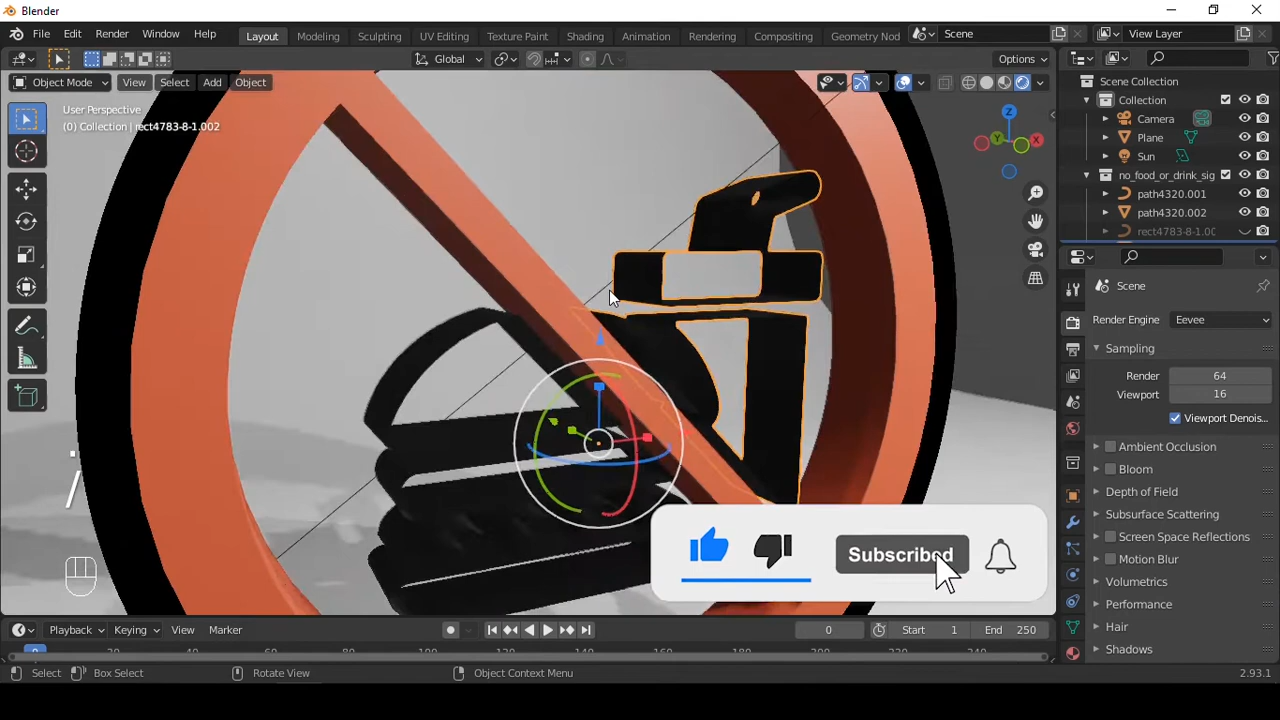 Blender
File Edit Render Window Help Layout Modeling Sculpting UV Editing Texture Paint Shading Animation Rendering Compositing Geometry Nod Scene View Layer
Global Options
Object Mode View Select Add Object
User Perspective
(0) Collection | rect4783-8-1.002
Z
Y
X
Scene Collection
Collection
Camera
Plane
Sun
no_food_or_drink_sig
path4320.001
path4320.002
rect4783-8-1.00
Scene
Render Engine Eevee
Sampling
Render 64
Viewport 16
Viewport Denois...
Ambient Occlusion
Bloom
Depth of Field
Subsurface Scattering
Screen Space Reflections
Motion Blur
Volumetrics
Performance
Hair
Shadows
/
Subscribed
Playback Keying View Marker 0 Start 1 End 250
0 20
Select Box Select Rotate View Object Context Menu 2.93.1